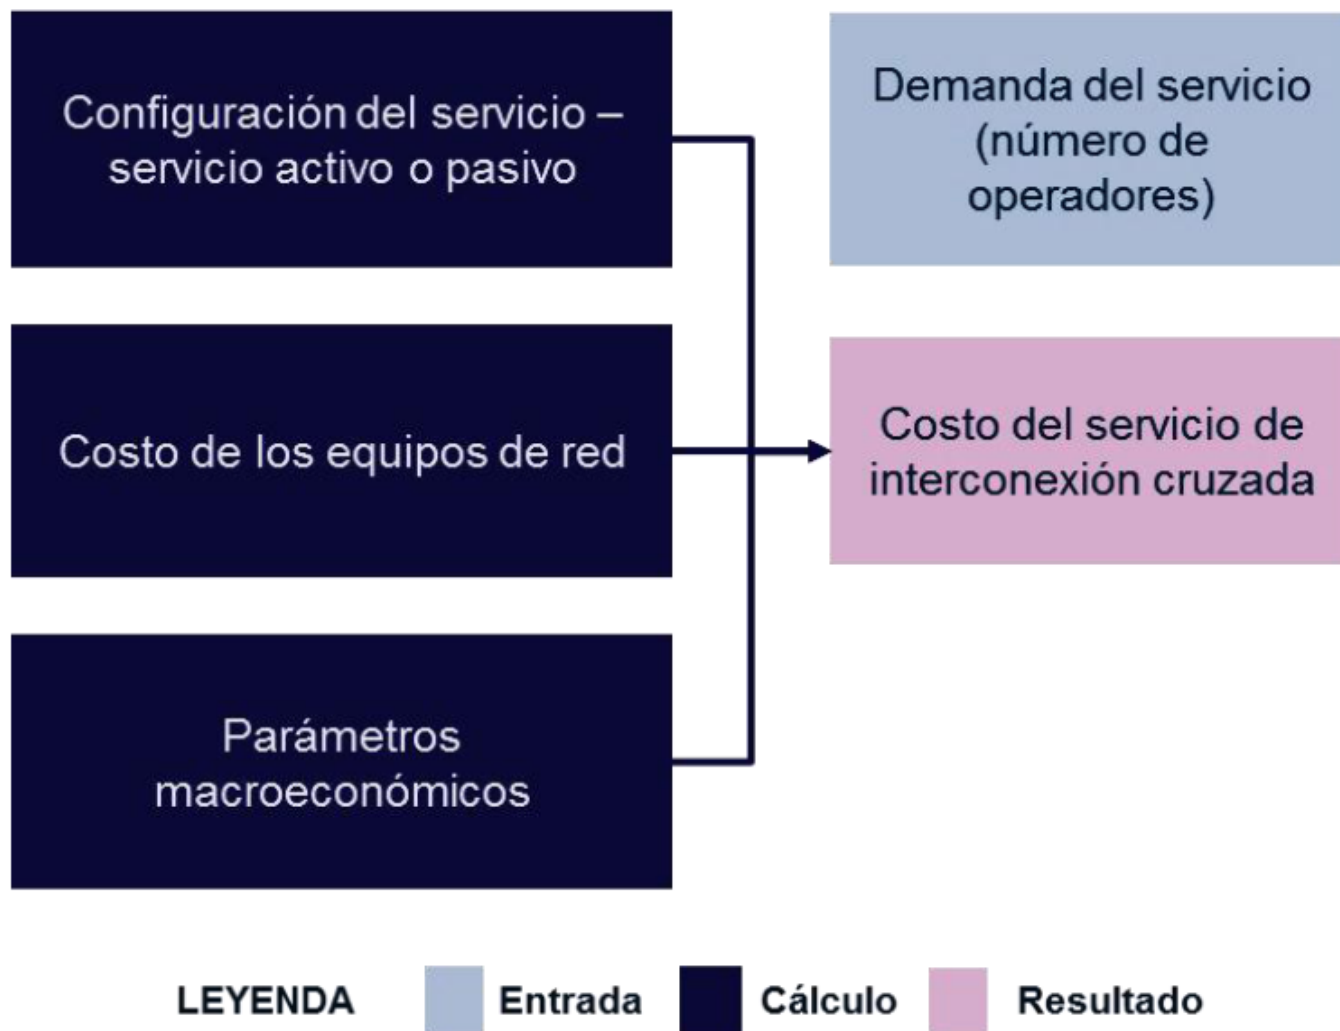 Configuración del servicio –
servicio activo o pasivo
Demanda del servicio
(número de
operadores)
Costo de los equipos de red
Costo del servicio de
interconexión cruzada
Parámetros
macroeconómicos
LEYENDA Entrada Cálculo Resultado